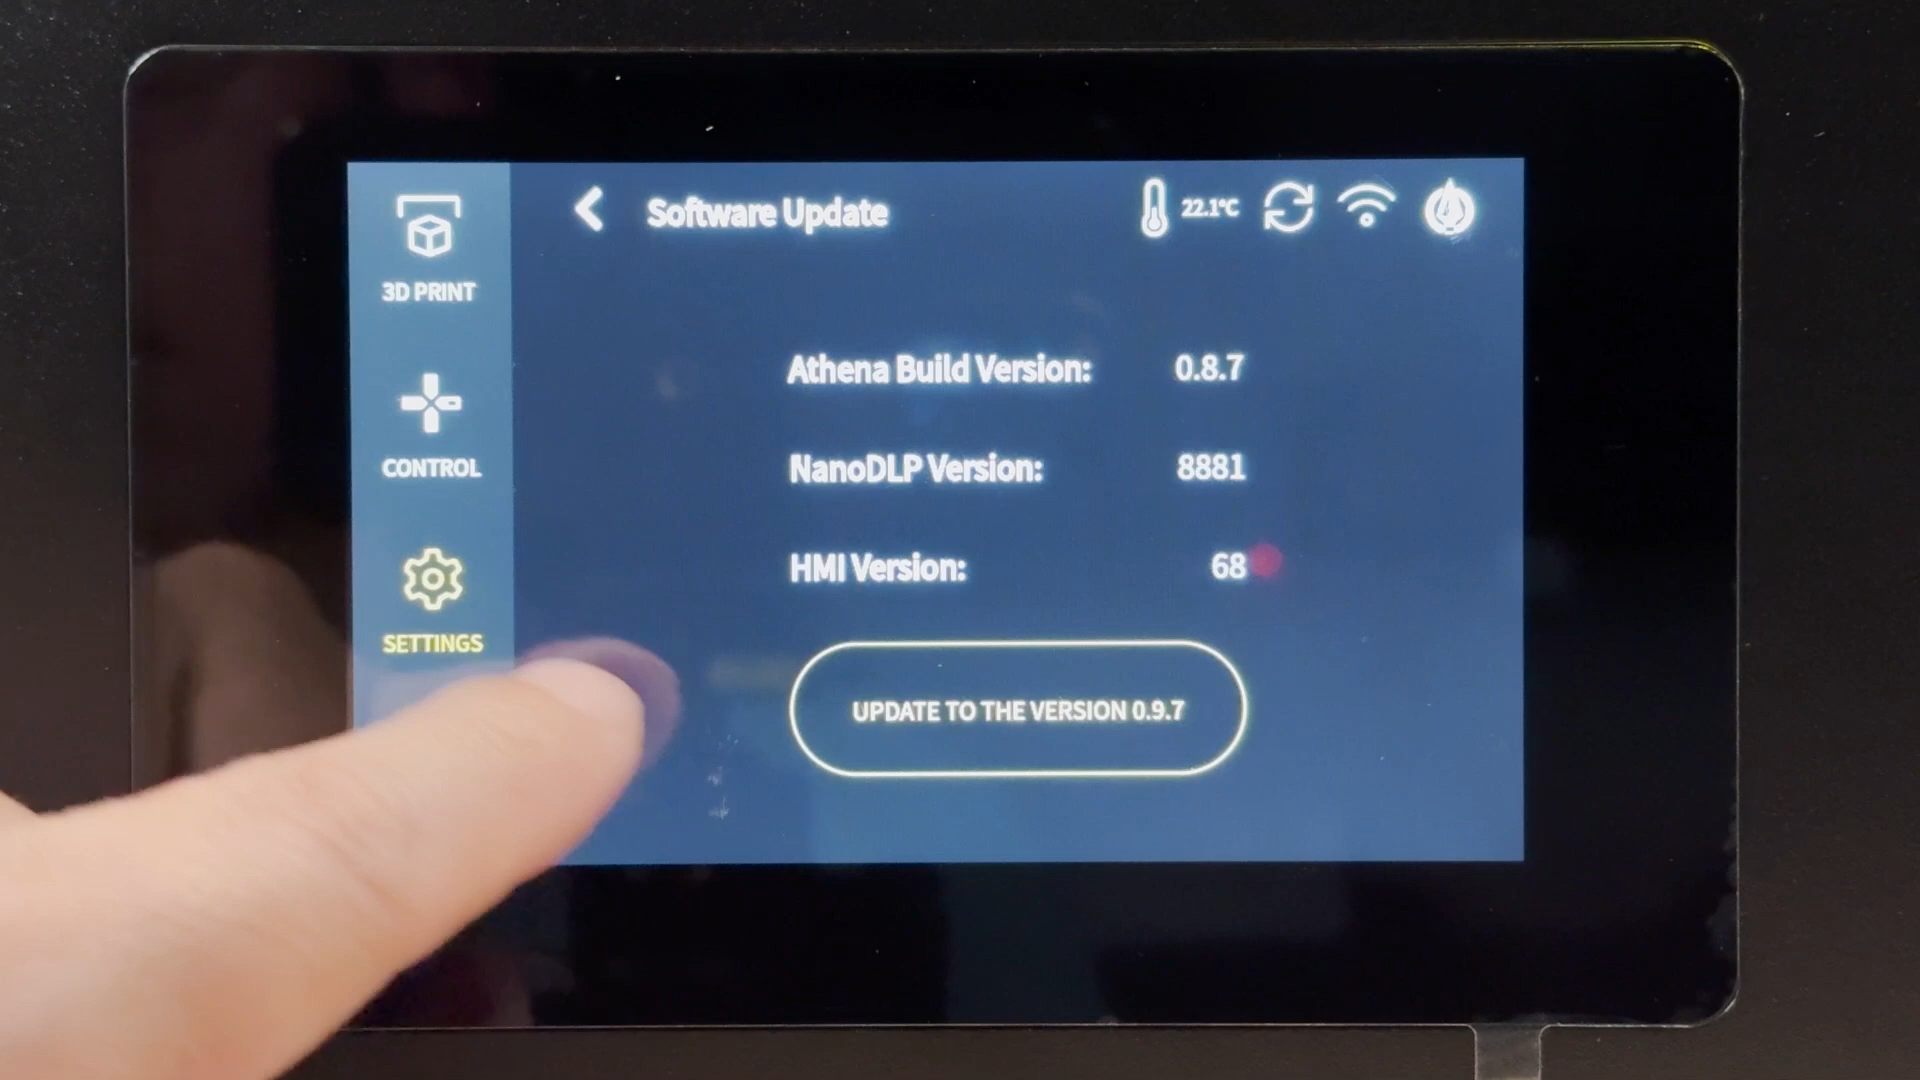 Software Update
22.1°C
3D PRINT
CONTROL
SETTINGS
Athena Build Version: 0.8.7
NanoDLP Version: 8881
HMI Version: 68
UPDATE TO THE VERSION 0.9.7